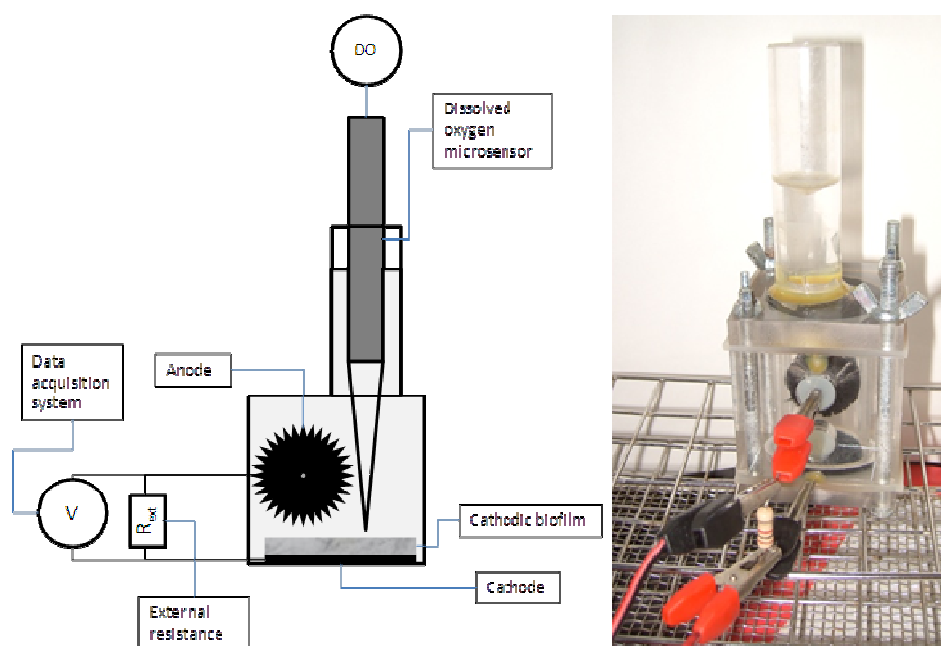 DO
Dissolved
oxygen
microsensor
Data
acquisition
system
Anode
V
Rext
Cathodic biofilm
Cathode
External
resistance